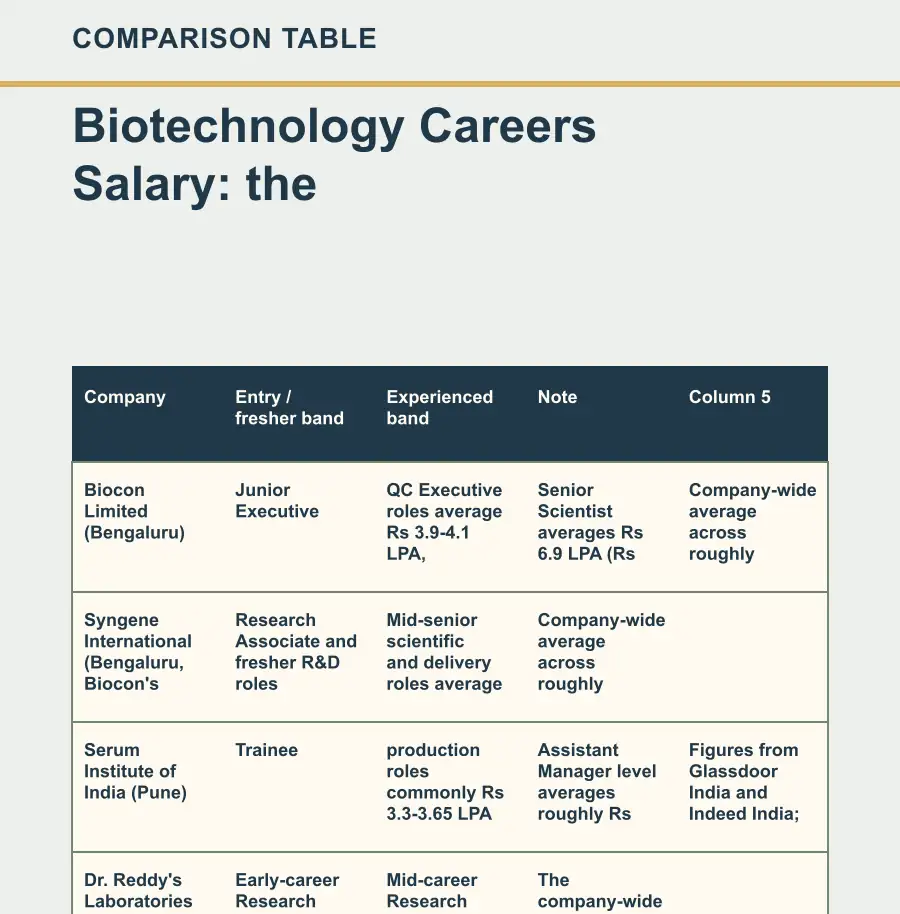 COMPARISON TABLE
Biotechnology Careers
Salary: the
Company
Entry /
fresher band
Experienced
band
Note
Column 5
Biocon
Limited
(Bengaluru)
Junior
Executive
QC Executive
roles average
Rs 3.9-4.1
LPA,
Senior
Scientist
averages Rs
6.9 LPA (Rs
Company-wide
average
across
roughly
Syngene
International
(Bengaluru,
Biocon's
Research
Associate and
fresher R&D
roles
Mid-senior
scientific
and delivery
roles average
Company-wide
average
across
roughly
Serum
Institute of
India (Pune)
Trainee
production
roles
commonly Rs
3.3-3.65 LPA
Assistant
Manager level
averages
roughly Rs
Figures from
Glassdoor
India and
Indeed India;
Dr. Reddy's
Laboratories
Early-career
Research
Mid-career
Research
The
company-wide